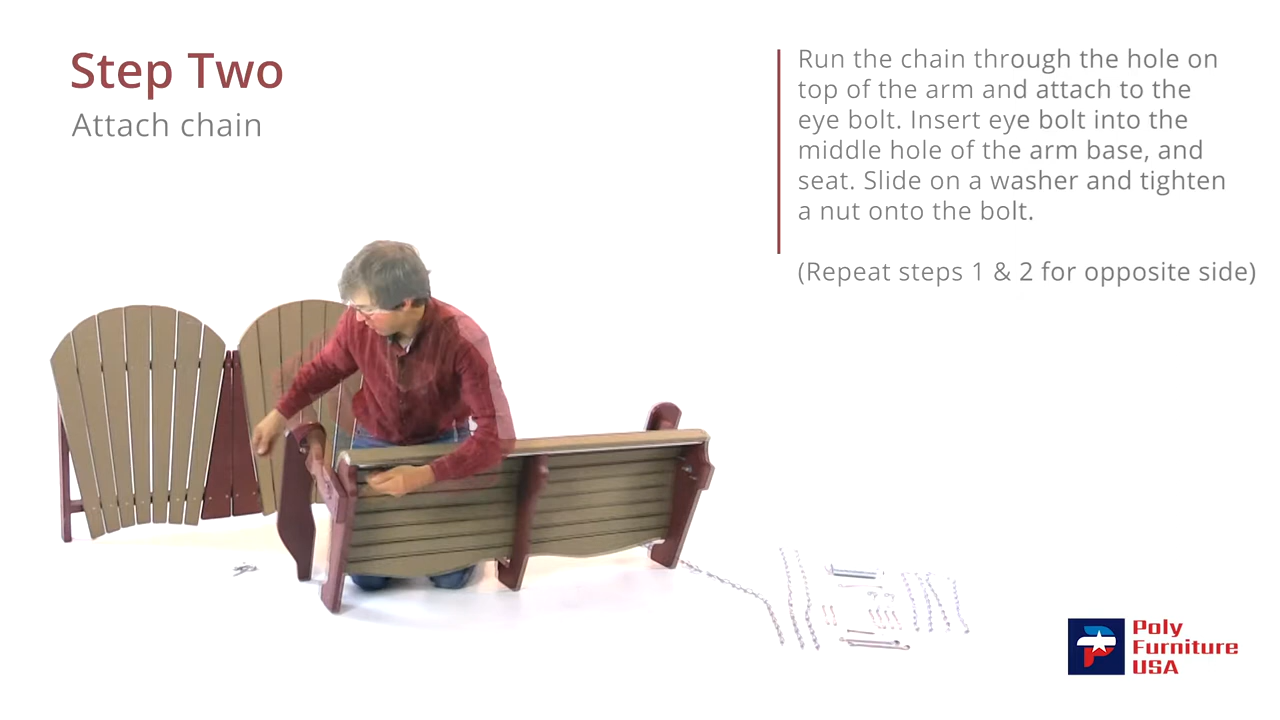 Step Two
Attach chain
Run the chain through the hole on
top of the arm and attach to the
eye bolt. Insert eye bolt into the
middle hole of the arm base, and
seat. Slide on a washer and tighten
a nut onto the bolt.
(Repeat steps 1 & 2 for opposite side)
Poly
Furniture
USA